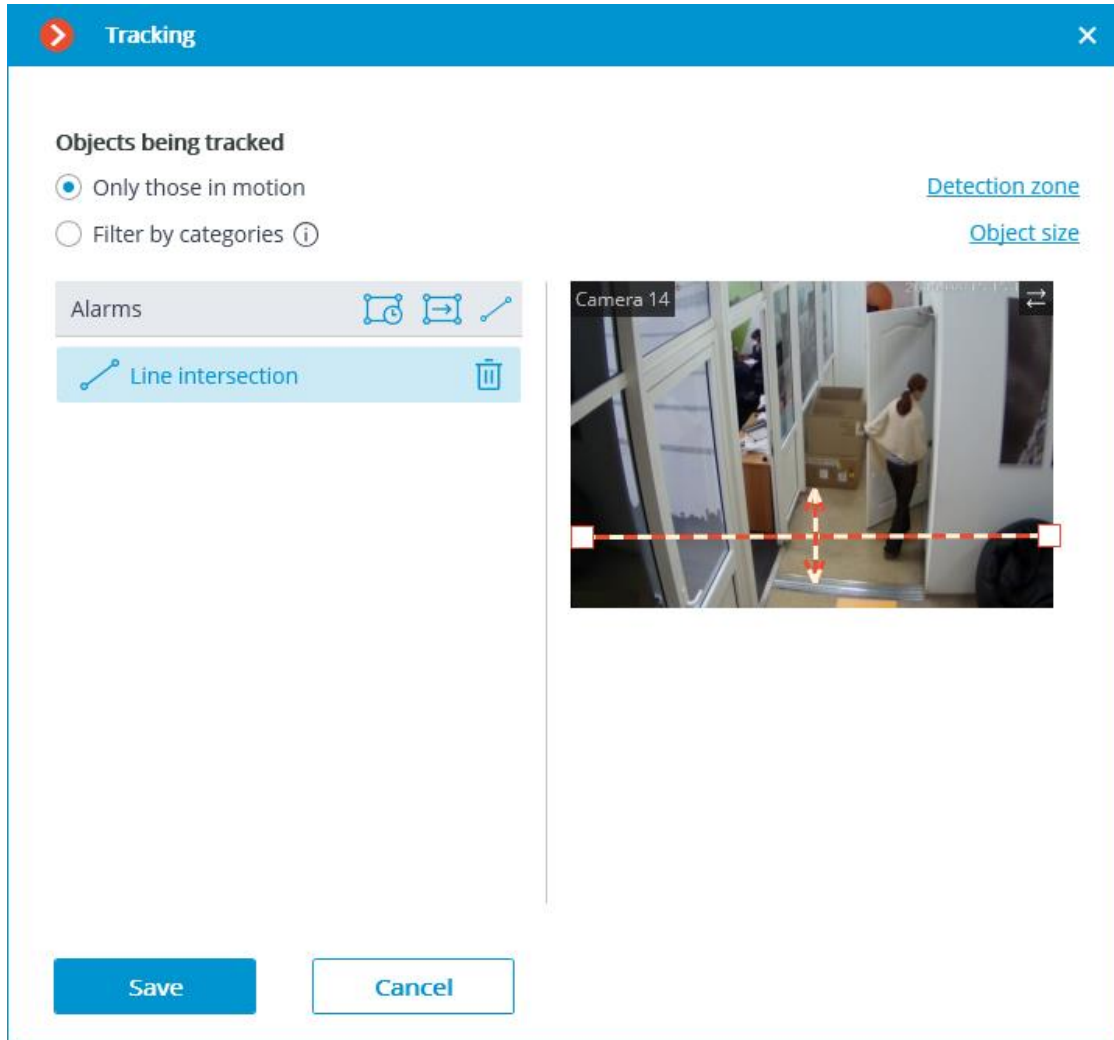 Tracking
Objects being tracked
Only those in motion
Detection zone
Filter by categories
Object size
Alarms
Camera 14
Line intersection
Save
Cancel